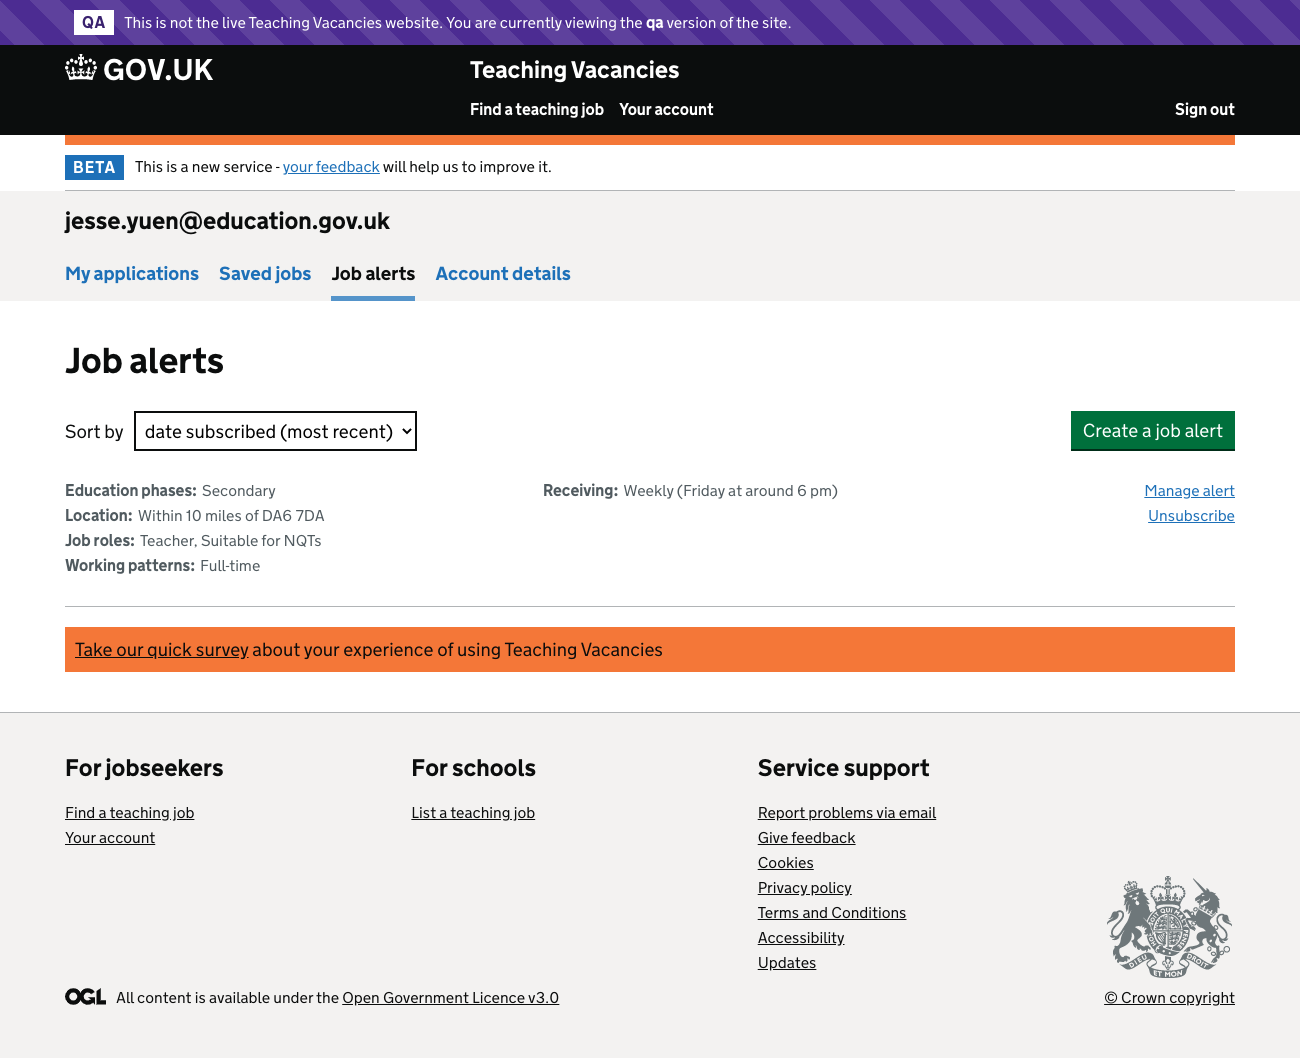 QA This is not the live Teaching Vacancies website. You are currently viewing the qa version of the site.
GOV.UK
Teaching Vacancies
Find a teaching job Your account Sign out
BETA This is a new service - your feedback will help us to improve it.
jesse.yuen@education.gov.uk
My applications Saved jobs Job alerts Account details
Job alerts
Sort by date subscribed (most recent) Create a job alert
Education phases: Secondary
Location: Within 10 miles of DA6 7DA
Job roles: Teacher, Suitable for NQTs
Working patterns: Full-time
Receiving: Weekly (Friday at around 6 pm)
Manage alert
Unsubscribe
Take our quick survey about your experience of using Teaching Vacancies
For jobseekers
Find a teaching job
Your account
For schools
List a teaching job
Service support
Report problems via email
Give feedback
Cookies
Privacy policy
Terms and Conditions
Accessibility
Updates
OGL All content is available under the Open Government Licence v3.0
DIEU ET MON DROIT
© Crown copyright